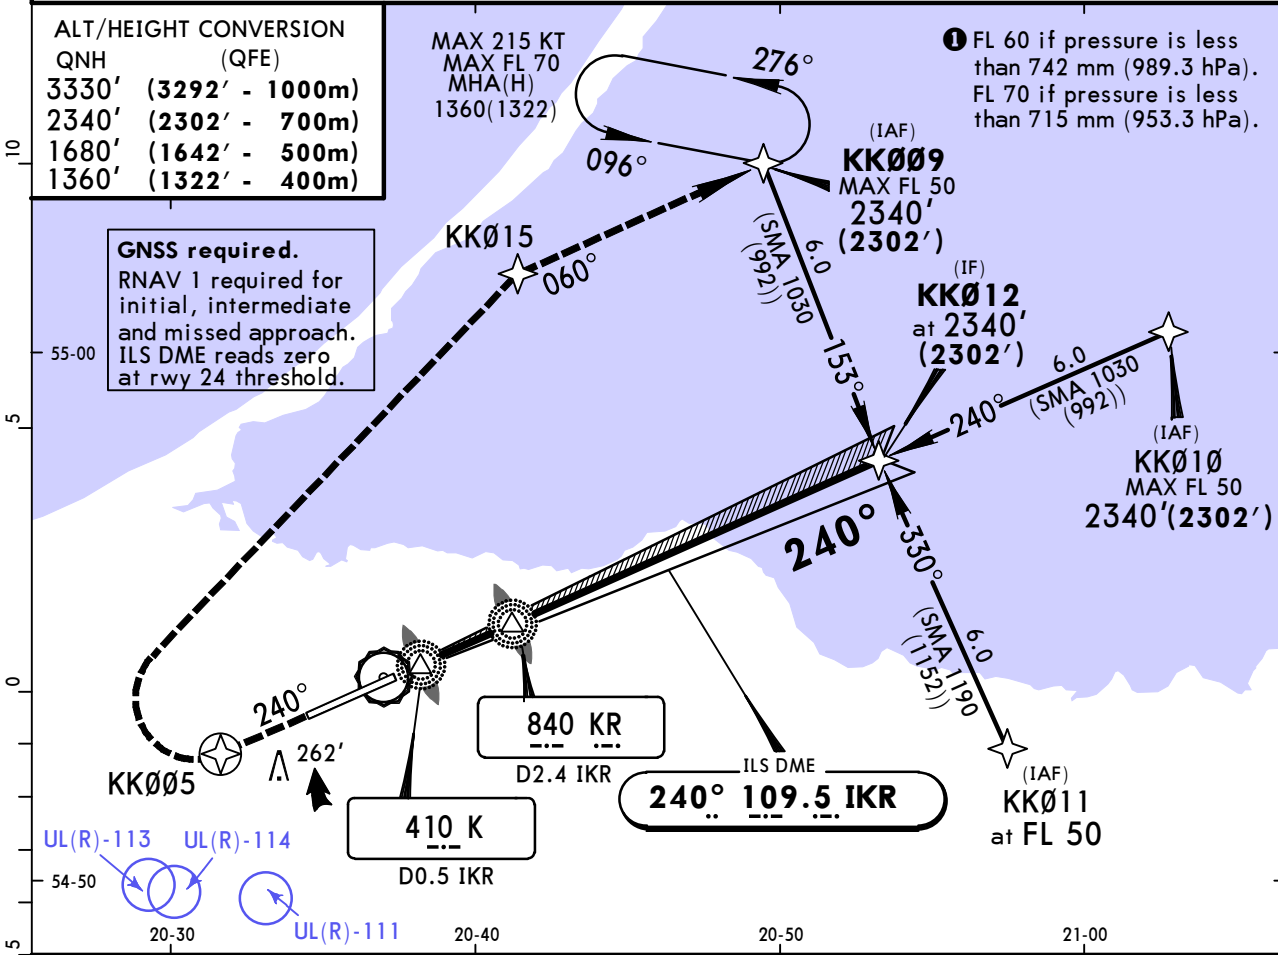 ALT/HEIGHT CONVERSION
QNH (QFE)
3330' (3292' - 1000m)
2340' (2302' - 700m)
1680' (1642' - 500m)
1360' (1322' - 400m)
MAX 215 KT
MAX FL 70
MHA(H)
1360(1322)
276°
096°
❶ FL 60 if pressure is less
than 742 mm (989.3 hPa).
FL 70 if pressure is less
than 715 mm (953.3 hPa).
(IAF)
KKØØ9
MAX FL 50
2340'
(2302')
GNSS required.
RNAV 1 required for
initial, intermediate
and missed approach.
ILS DME reads zero
at rwy 24 threshold.
KKØ15
060°
6.0
(SMA 1030
(992))
153°
(IF)
KKØ12
at 2340'
(2302')
6.0
(SMA 1030
(992))
240°
(IAF)
KKØ10
MAX FL 50
2340'(2302')
240°
330°
6.0
(SMA 1190
(1152))
(IAF)
KKØ11
at FL 50
240°
KKØØ5
262'
840 KR
D2.4 IKR
410 K
D0.5 IKR
ILS DME
240° 109.5 IKR
UL(R)-113
UL(R)-114
UL(R)-111
10
5
0
5
55-00
54-50
20-30
20-40
20-50
21-00